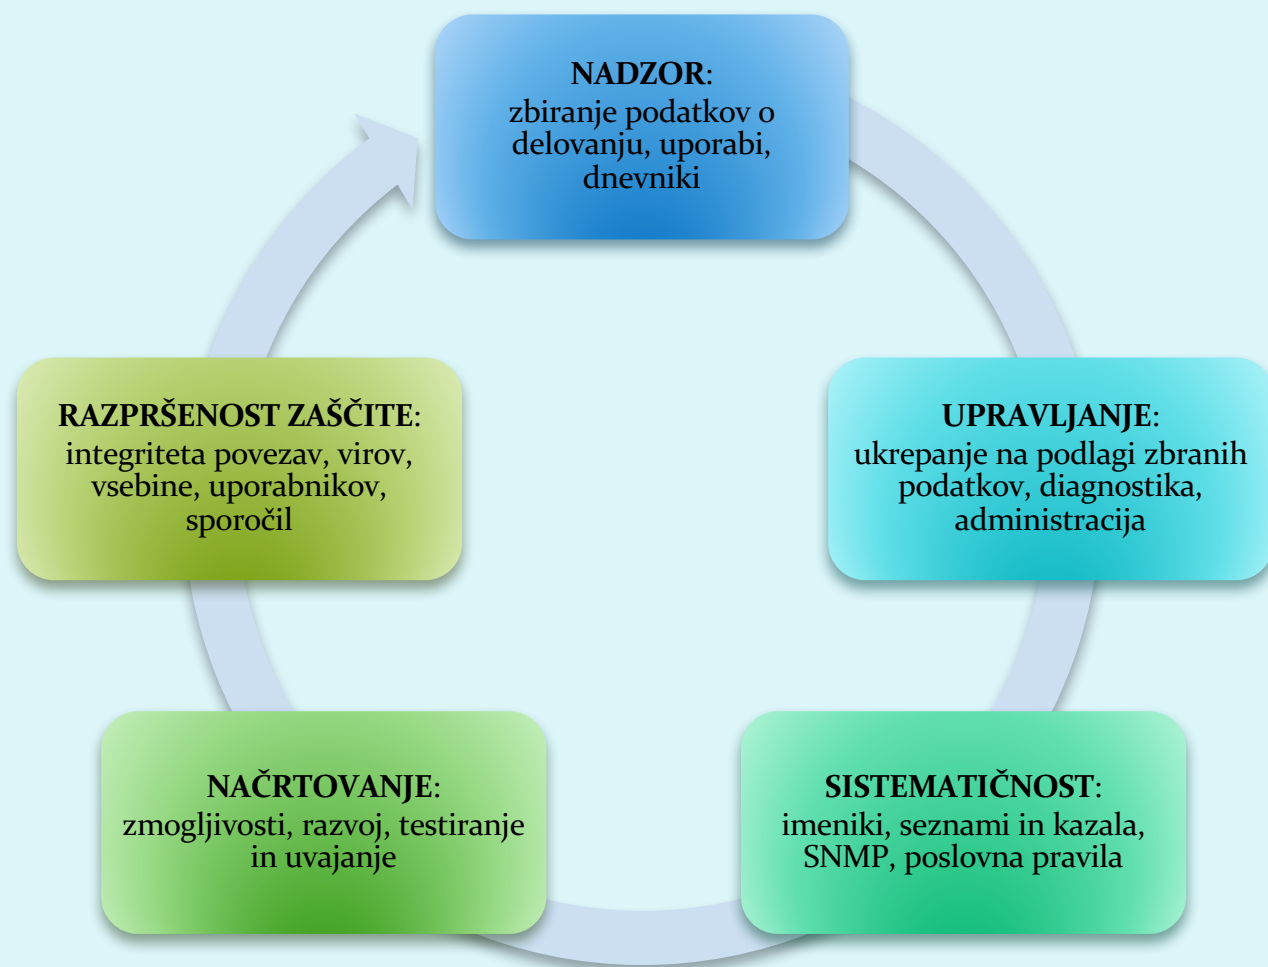 NADZOR:
zbiranje podatkov o
delovanju, uporabi,
dnevniki
UPRAVLJANJE:
ukrepanje na podlagi zbranih
podatkov, diagnostika,
administracija
SISTEMATIČNOST:
imeniki, seznami in kazala,
SNMP, poslovna pravila
NAČRTOVANJE:
zmogljivosti, razvoj, testiranje
in uvajanje
RAZPRŠENOST ZAŠČITE:
integriteta povezav, virov,
vsebine, uporabnikov,
sporočil